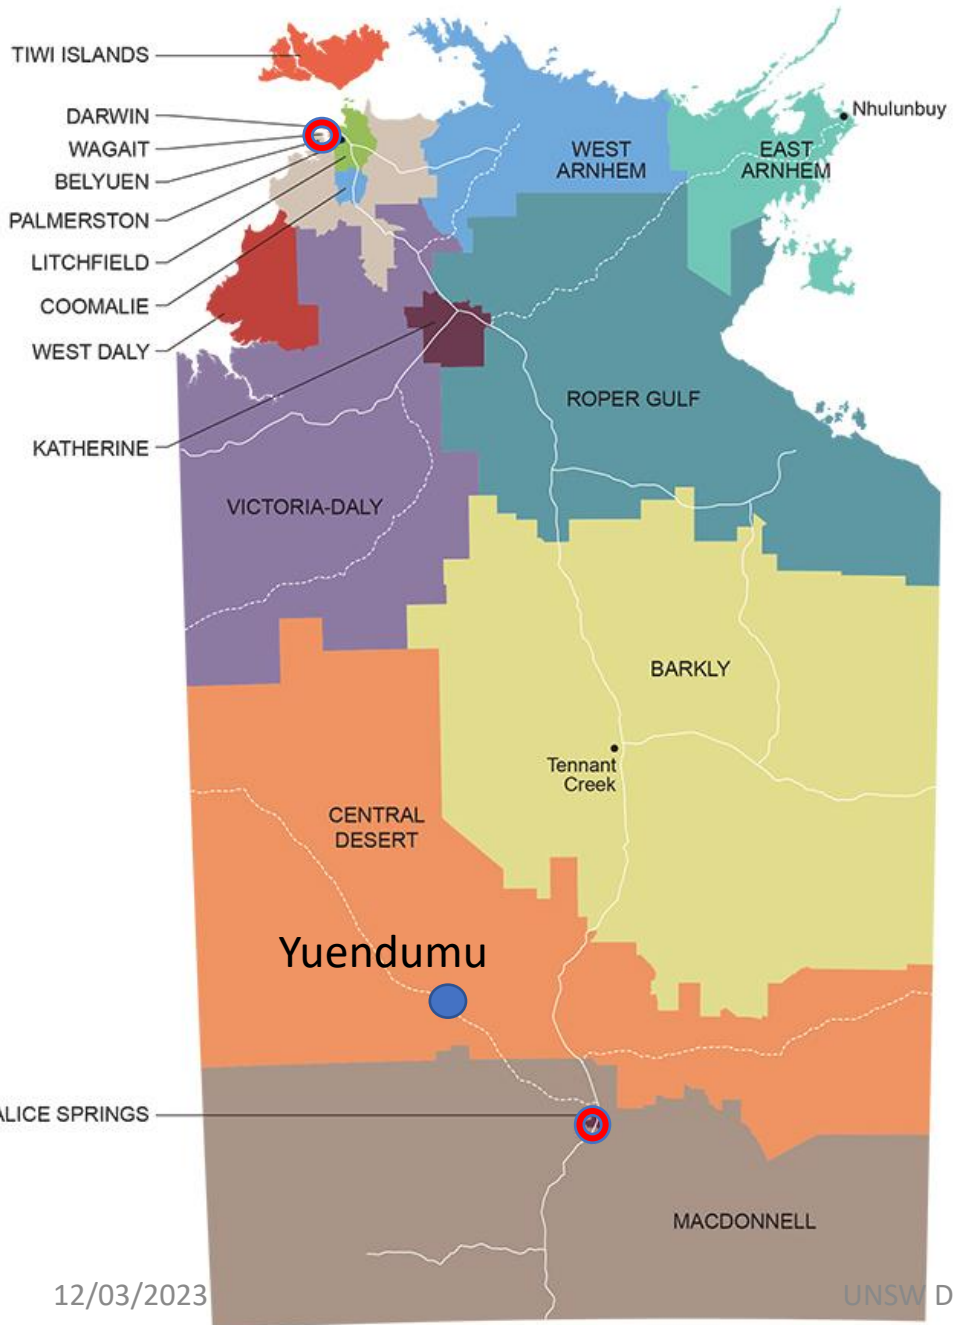 TIWI ISLANDS
DARWIN
WAGAIT
BELYUEN
PALMERSTON
LITCHFIELD
COOMALIE
WEST DALY
KATHERINE
Nhulunbuy
WEST
ARNHEM
EAST
ARNHEM
ROPER GULF
VICTORIA-DALY
BARKLY
Tennant
Creek
CENTRAL
DESERT
Yuendumu
ALICE SPRINGS
MACDONNELL
12/03/2023
UNSW D